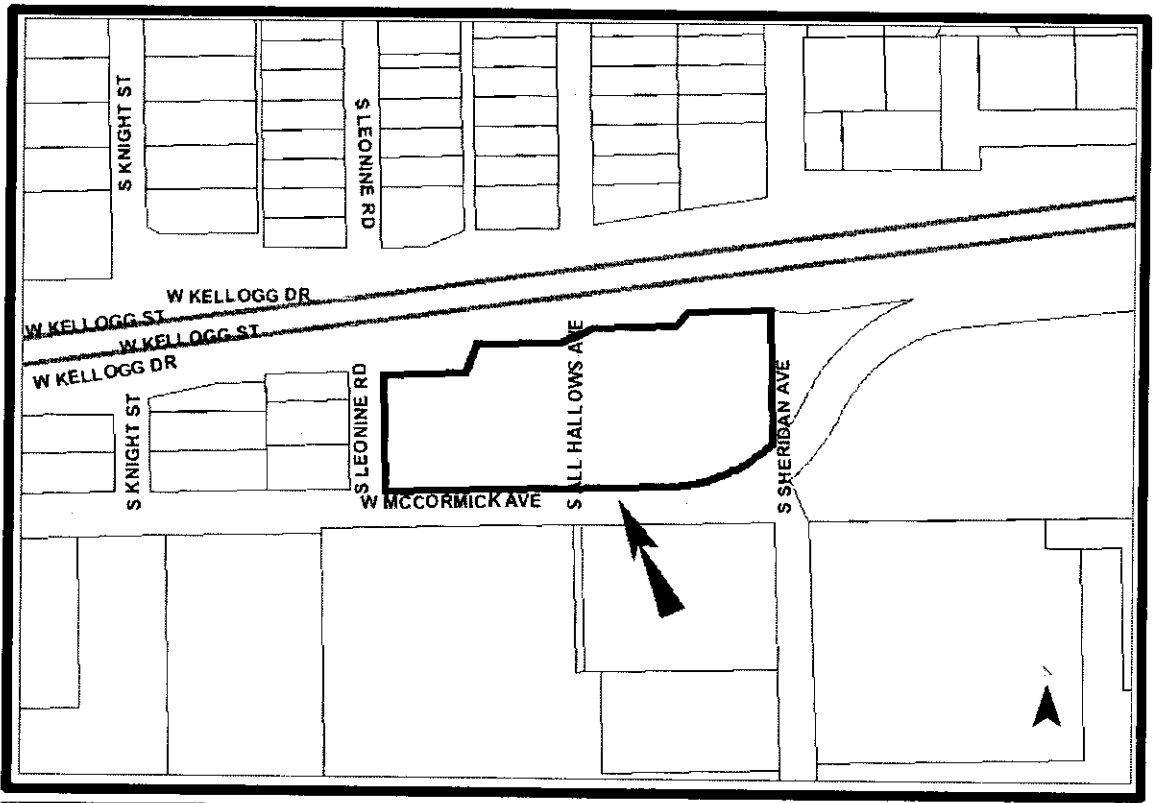 S KNIGHT ST
S LEONINE RD
W KELLOGG DR
W KELLOGG ST
W KELLOGG ST
W KELLOGG DR
S KNIGHT ST
S LEONINE RD
S ALL HALLOWS AVE
S SHERIDAN AVE
W MCCORMICK AVE